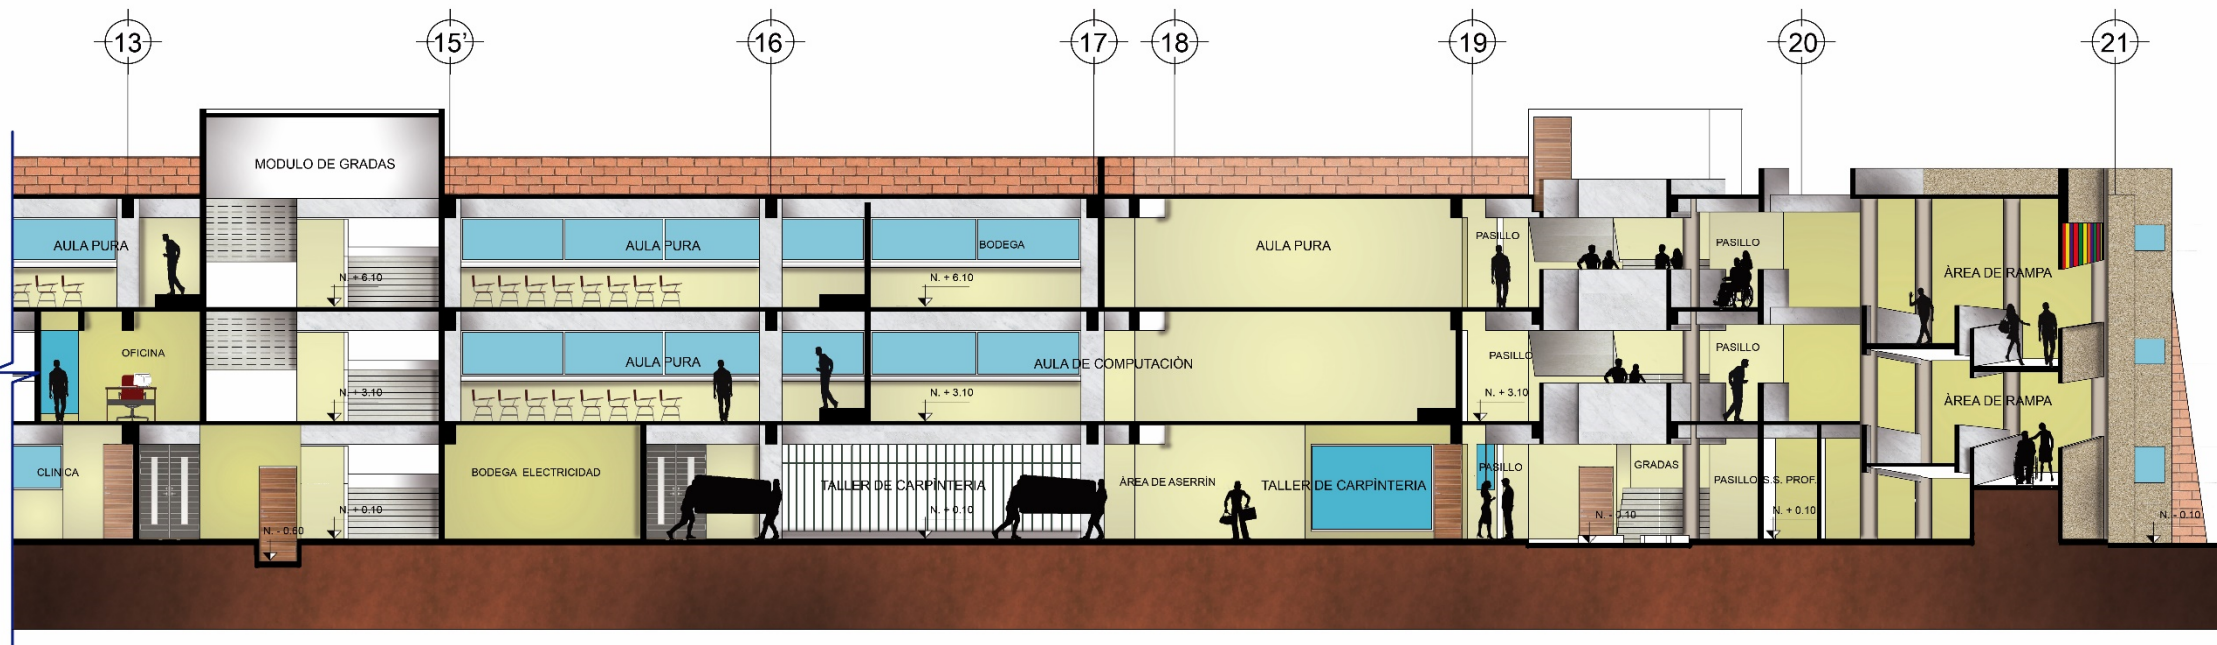 13
15'
16
17
18
19
20
21
MODULO DE GRADAS
AULA PURA
AULA PURA
BODEGA
AULA PURA
PASILLO
PASILLO
ÀREA DE RAMPA
N. + 6.10
N. + 6.10
OFICINA
AULA PURA
AULA DE COMPUTACIÒN
PASILLO
PASILLO
ÀREA DE RAMPA
N. + 3.10
N. + 3.10
N. + 3.10
CLINICA
BODEGA ELECTRICIDAD
TALLER DE CARPÌNTERIA
ÀREA DE ASERRÌN
TALLER DE CARPÌNTERIA
PASILLO
GRADAS
PASILLO
S.S. PROF.
N. - 0.60
N. + 0.10
N. + 0.10
N. - 0.10
N. + 0.10
N. - 0.10